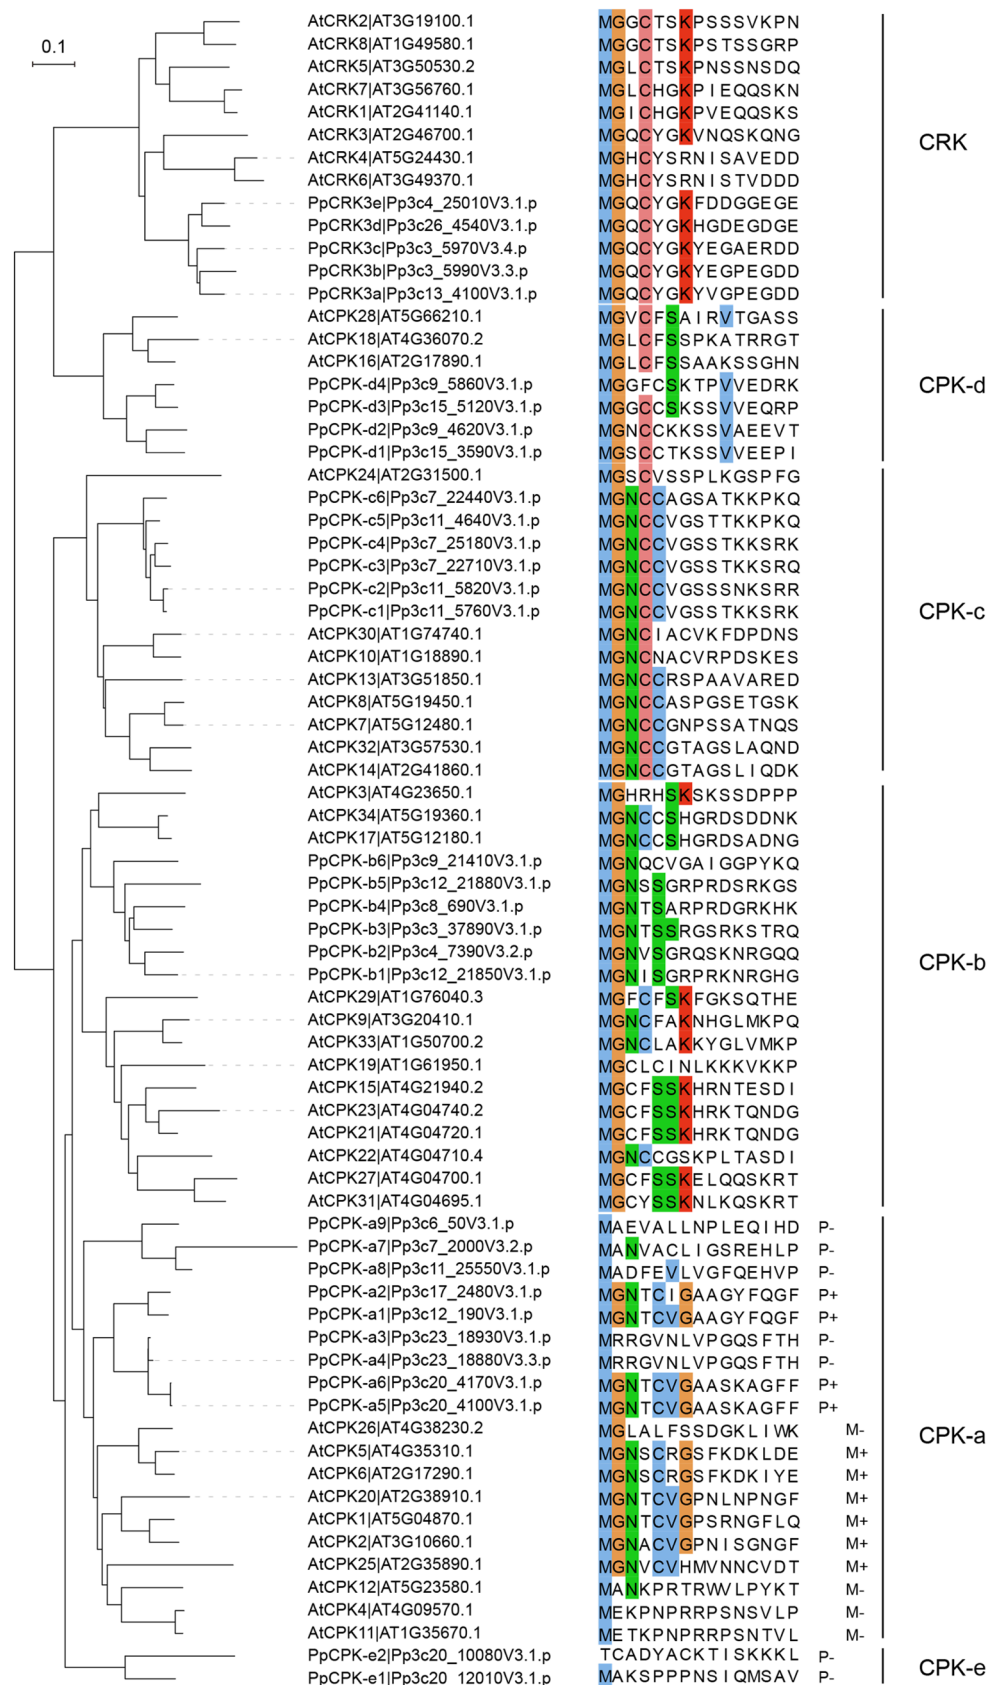 0.1
AtCRK2|AT3G19100.1 MGGCTSKPSSSVKPN
AtCRK8|AT1G49580.1 MGGCTSKPSTSSGRP
AtCRK5|AT3G50530.2 MGLCTSKPNSSNSDQ
AtCRK7|AT3G56760.1 MGLCHGKPIEQQSKN
AtCRK1|AT2G41140.1 MGICHGKPVEQQSKS
AtCRK3|AT2G46700.1 MGQCYGKVNQSKQNG
CRK
AtCRK4|AT5G24430.1 MGHCYSRNISAVEDD
AtCRK6|AT3G49370.1 MGHCYSRNISTVDDD
PpCRK3e|Pp3c4_25010V3.1.p MGQCYGKFDDGGEGE
PpCRK3d|Pp3c26_4540V3.1.p MGQCYGKHGDEGDGE
PpCRK3c|Pp3c3_5970V3.4.p MGQCYGKYEGAERDD
PpCRK3b|Pp3c3_5990V3.3.p MGQCYGKYEGPEGDD
PpCRK3a|Pp3c13_4100V3.1.p MGQCYGKYVGPEGDD
AtCPK28|AT5G66210.1 MGVCFSAIRVTGASS
AtCPK18|AT4G36070.2 MGLCFSSPKATRRGT
AtCPK16|AT2G17890.1 MGLCFSSAAKSSGHN
PpCPK-d4|Pp3c9_5860V3.1.p MGGFCSKTPVVEDRK
CPK-d
PpCPK-d3|Pp3c15_5120V3.1.p MGGCCSKSSVVEQRP
PpCPK-d2|Pp3c9_4620V3.1.p MGNCCKKSSVAEEVT
PpCPK-d1|Pp3c15_3590V3.1.p MGSCCTKSSVVEEPI
AtCPK24|AT2G31500.1 MGSCVSSPLKGSPFG
PpCPK-c6|Pp3c7_22440V3.1.p MGNCCAGSATKKPKQ
PpCPK-c5|Pp3c11_4640V3.1.p MGNCCVGSTTKKPKQ
PpCPK-c4|Pp3c7_25180V3.1.p MGNCCVGSSTKKSRK
PpCPK-c3|Pp3c7_22710V3.1.p MGNCCVGSSTKKSRQ
PpCPK-c2|Pp3c11_5820V3.1.p MGNCCVGSSSNKSRR
PpCPK-c1|Pp3c11_5760V3.1.p MGNCCVGSSTKKSRK
CPK-c
AtCPK30|AT1G74740.1 MGNCIACVKFDPDNS
AtCPK10|AT1G18890.1 MGNCNACVRPDSKES
AtCPK13|AT3G51850.1 MGNCCRSPAAVARED
AtCPK8|AT5G19450.1 MGNCCASPGSETGSK
AtCPK7|AT5G12480.1 MGNCCGNPSSATNQS
AtCPK32|AT3G57530.1 MGNCCGTAGSLAQND
AtCPK14|AT2G41860.1 MGNCCGTAGSLIQDK
AtCPK3|AT4G23650.1 MGHRHSKSKSSDPPP
AtCPK34|AT5G19360.1 MGNCCSHGRDSDDNK
AtCPK17|AT5G12180.1 MGNCCSHGRDSADNG
PpCPK-b6|Pp3c9_21410V3.1.p MGNQCVGAIGGPYKQ
PpCPK-b5|Pp3c12_21880V3.1.p MGNSSGRPRDSRKGS
PpCPK-b4|Pp3c8_690V3.1.p MGNTSARPRDGRKHK
PpCPK-b3|Pp3c3_37890V3.1.p MGNTSSRGSRKSTRQ
PpCPK-b2|Pp3c4_7390V3.2.p MGNVSGRQSKNRGQQ
CPK-b
PpCPK-b1|Pp3c12_21850V3.1.p MGNISGRPRKNRGHG
AtCPK29|AT1G76040.3 MGFCFSKFGKSQTHE
AtCPK9|AT3G20410.1 MGNCFAKNHGLMKPQ
AtCPK33|AT1G50700.2 MGNCLAKKYGLVMKP
AtCPK19|AT1G61950.1 MGCLCINLKKKVKKP
AtCPK15|AT4G21940.2 MGCFSSKHRNTESDI
AtCPK23|AT4G04740.2 MGCFSSKHRKTQNDG
AtCPK21|AT4G04720.1 MGCFSSKHRKTQNDG
AtCPK22|AT4G04710.4 MGNCCGSKPLTASDI
AtCPK27|AT4G04700.1 MGCFSSKELQQSKRT
AtCPK31|AT4G04695.1 MGCYSSKNLKQSKRT
PpCPK-a9|Pp3c6_50V3.1.p MAEVALLNPLEQIHD P-
PpCPK-a7|Pp3c7_2000V3.2.p MANVACLIGSREHLP P-
PpCPK-a8|Pp3c11_25550V3.1.p MADFEVLVGFQEHVP P-
PpCPK-a2|Pp3c17_2480V3.1.p MGNTCIGAAGYFQGF P+
PpCPK-a1|Pp3c12_190V3.1.p MGNTCVGAAGYFQGF P+
PpCPK-a3|Pp3c23_18930V3.1.p MRRGVNLVPGQSFTH P-
PpCPK-a4|Pp3c23_18880V3.3.p MRRGVNLVPGQSFTH P-
PpCPK-a6|Pp3c20_4170V3.1.p MGNTCVGAASKAGFF P+
PpCPK-a5|Pp3c20_4100V3.1.p MGNTCVGAASKAGFF P+
AtCPK26|AT4G38230.2 MGLALFSSDGKLIWK M-
CPK-a
AtCPK5|AT4G35310.1 MGNSCRGSFKDKLDE M+
AtCPK6|AT2G17290.1 MGNSCRGSFKDKIYE M+
AtCPK20|AT2G38910.1 MGNTCVGPNLNPNGF M+
AtCPK1|AT5G04870.1 MGNTCVGPSRNGFLQ M+
AtCPK2|AT3G10660.1 MGNACVGPNISGNGF M+
AtCPK25|AT2G35890.1 MGNVCVHMVNNCVDT M+
AtCPK12|AT5G23580.1 MANKPRTRWVLPYKT M-
AtCPK4|AT4G09570.1 MEKPNPRRPSNSVLP M-
AtCPK11|AT1G35670.1 METKPNPRRPSNTVL M-
PpCPK-e2|Pp3c20_10080V3.1.p TCADYACKTISKKKL P-
CPK-e
PpCPK-e1|Pp3c20_12010V3.1.p MAKSPPPNSIQMSAV P-